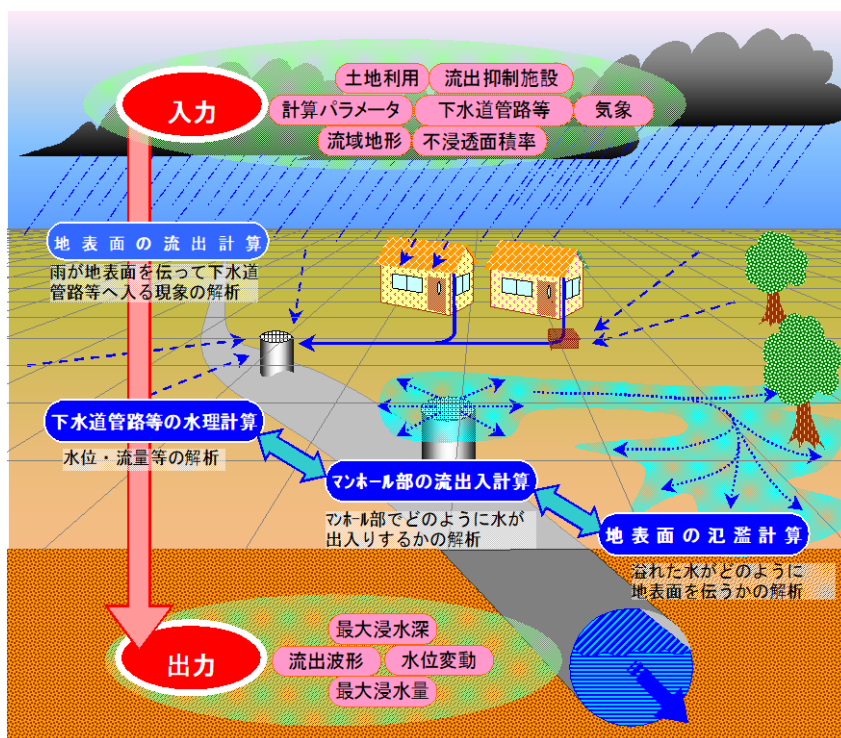 入力
土地利用
流出抑制施設
計算パラメータ
下水道管路等
気象
流域地形
不浸透面積率
地表面の流出計算
雨が地表面を伝って下水道
管路等へ入る現象の解析
下水道管路等の水理計算
水位・流量等の解析
マンホール部の流出入計算
マンホール部でどのように水が
出入りするかの解析
地表面の氾濫計算
溢れた水がどのように
地表面を伝うかの解析
出力
最大浸水深
流出波形
水位変動
最大浸水量